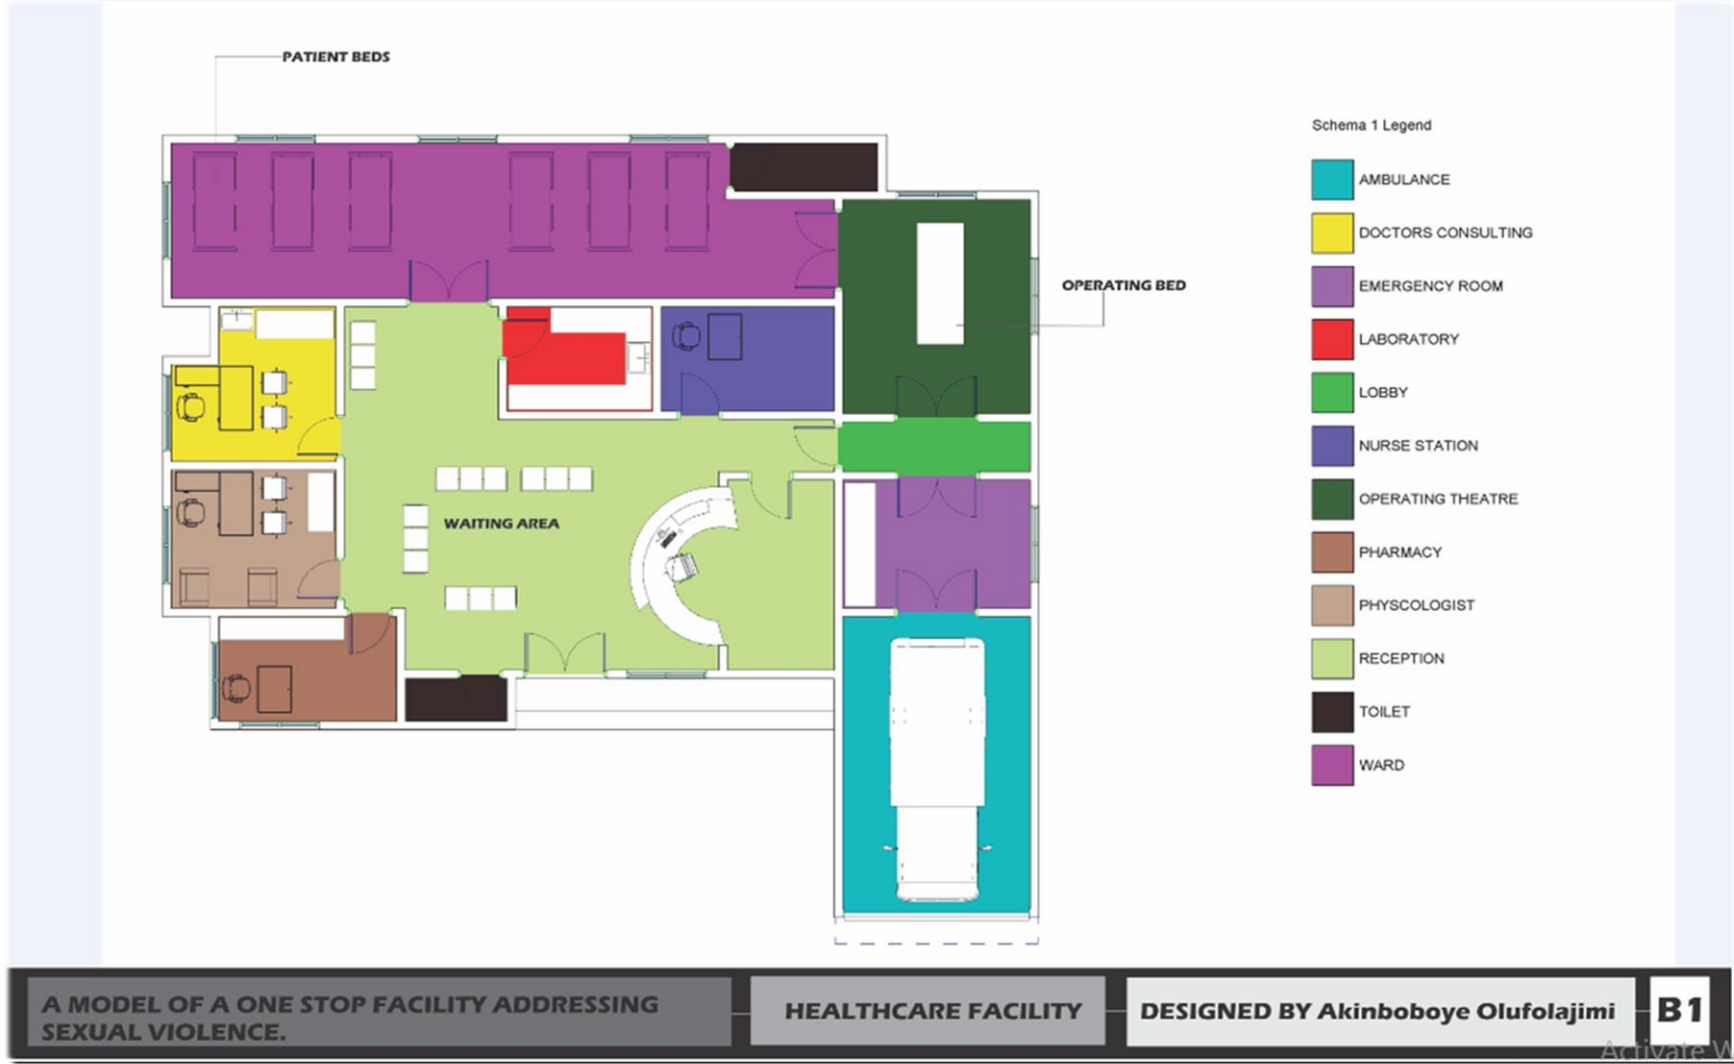 PATIENT BEDS
Schema 1 Legend
AMBULANCE
DOCTORS CONSULTING
EMERGENCY ROOM
OPERATING BED
LABORATORY
LOBBY
NURSE STATION
OPERATING THEATRE
WAITING AREA
PHARMACY
PHYSCOLOGIST
RECEPTION
TOILET
WARD
A MODEL OF A ONE STOP FACILITY ADDRESSING
SEXUAL VIOLENCE.
HEALTHCARE FACILITY
DESIGNED BY Akinboboye Olufolajimi
B1
Activate W